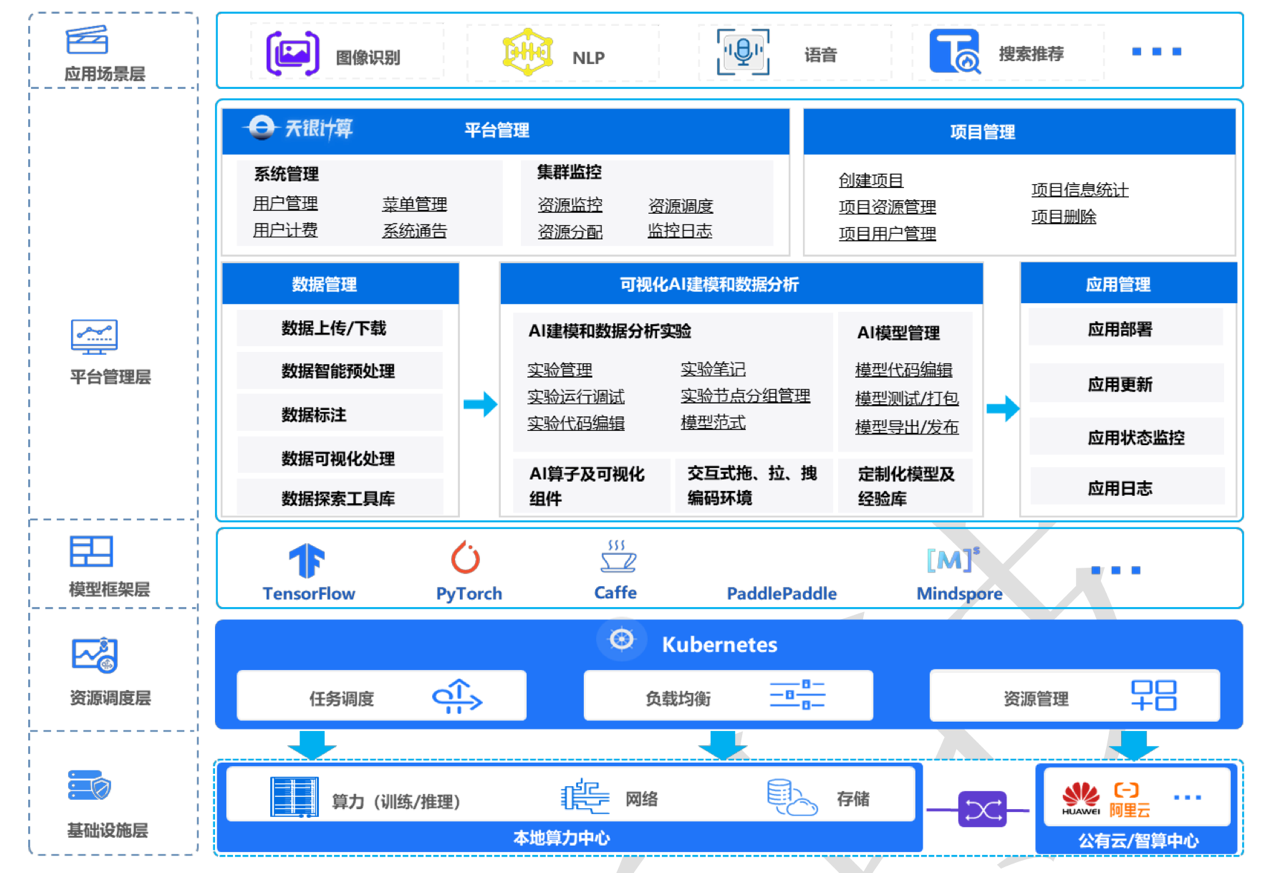 应用场景层
图像识别
NLP
语音
搜索推荐
平台管理层
天银计算
平台管理
系统管理
用户管理
菜单管理
用户计费
系统通告
集群监控
资源监控
资源调度
资源分配
监控日志
项目管理
创建项目
项目资源管理
项目用户管理
项目信息统计
项目删除
数据管理
数据上传/下载
数据智能预处理
数据标注
数据可视化处理
数据探索工具库
可视化AI建模和数据分析
AI建模和数据分析实验
实验管理
实验笔记
实验运行调试
实验节点分组管理
实验代码编辑
模型范式
AI模型管理
模型代码编辑
模型测试/打包
模型导出/发布
AI算子及可视化
组件
交互式拖、拉、拽
编码环境
定制化模型及
经验库
应用管理
应用部署
应用更新
应用状态监控
应用日志
模型框架层
TensorFlow
PyTorch
Caffe
PaddlePaddle
[M]s
Mindspore
资源调度层
Kubernetes
任务调度
负载均衡
资源管理
基础设施层
算力（训练/推理）
网络
存储
本地算力中心
HUAWEI
阿里云
公有云/智算中心